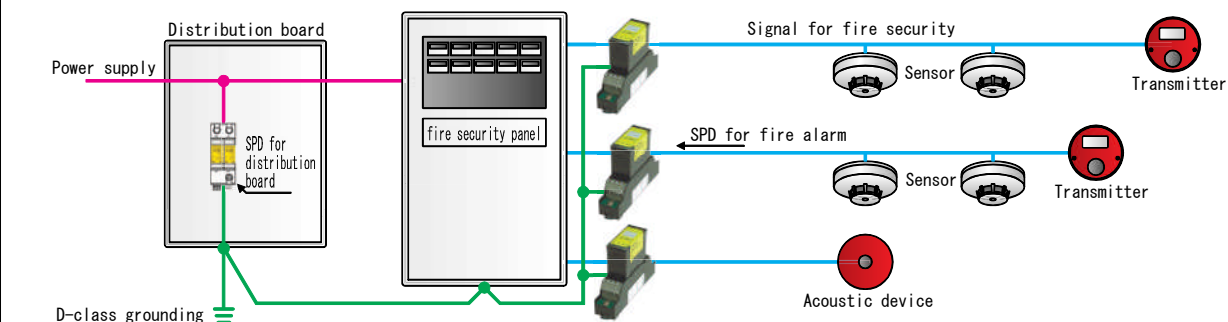 Distribution board
Power supply
SPD for
distribution
board
D-class grounding
fire security panel
Signal for fire security
Sensor
Transmitter
SPD for fire alarm
Sensor
Transmitter
Acoustic device